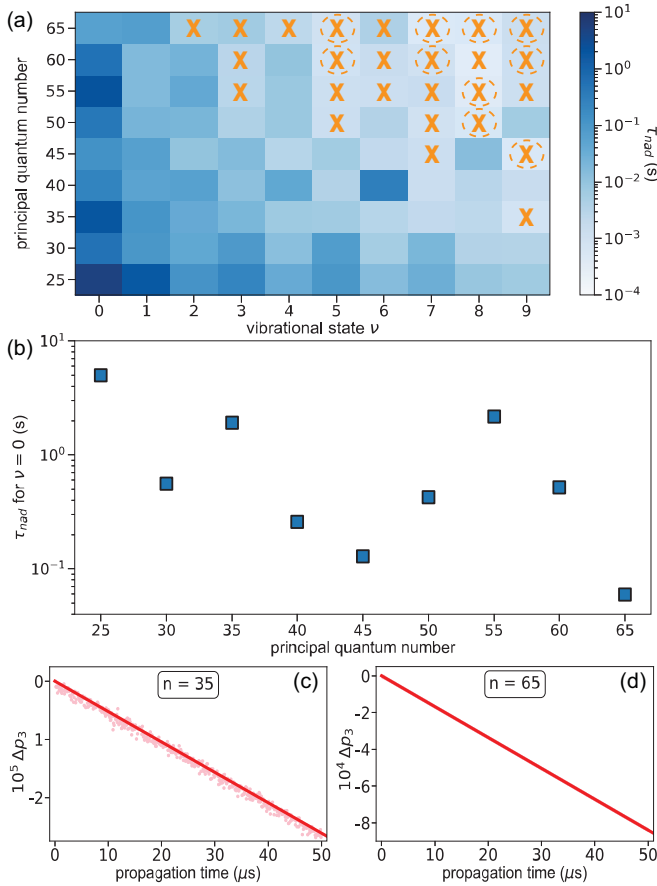 (a)
principal quantum number
65 X X X X X X X X
60 X X X X X
55 X X X X X X
50 X X X
45 X X
40
35 X
30
25
0 1 2 3 4 5 6 7 8 9
vibrational state ν
10¹
10⁰
10⁻¹
10⁻²
10⁻³
10⁻⁴
τnad (s)
(b)
τnad for ν = 0 (s)
10¹
10⁰
10⁻¹
25 30 35 40 45 50 55 60 65
principal quantum number
(c)
n = 35
10⁵ Δp₃
0
1
-2
0 10 20 30 40 50
propagation time (μs)
(d)
n = 65
10⁴ Δp₃
0
-2
-4
-6
-8
0 10 20 30 40 50
propagation time (μs)